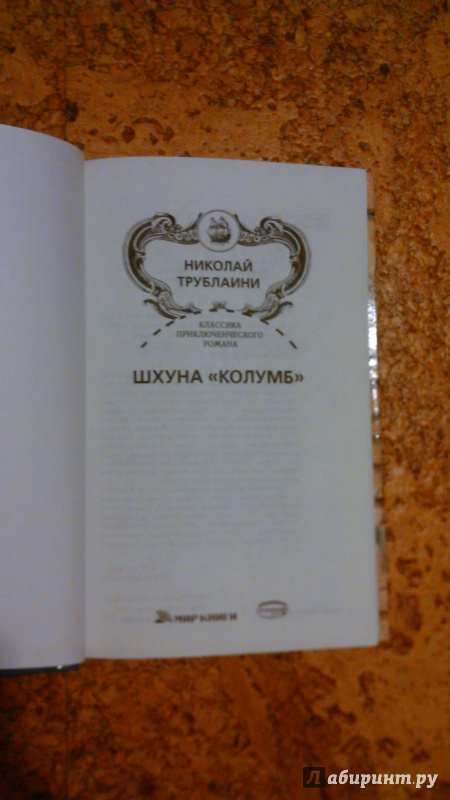 НИКОЛАЙ
ТРУБЛАИНИ
КЛАССИКА
ПРИКЛЮЧЕНЧЕСКОГО
РОМАНА
ШХУНА «КОЛУМБ»
МИР КНИГИ
Лабиринт.ру